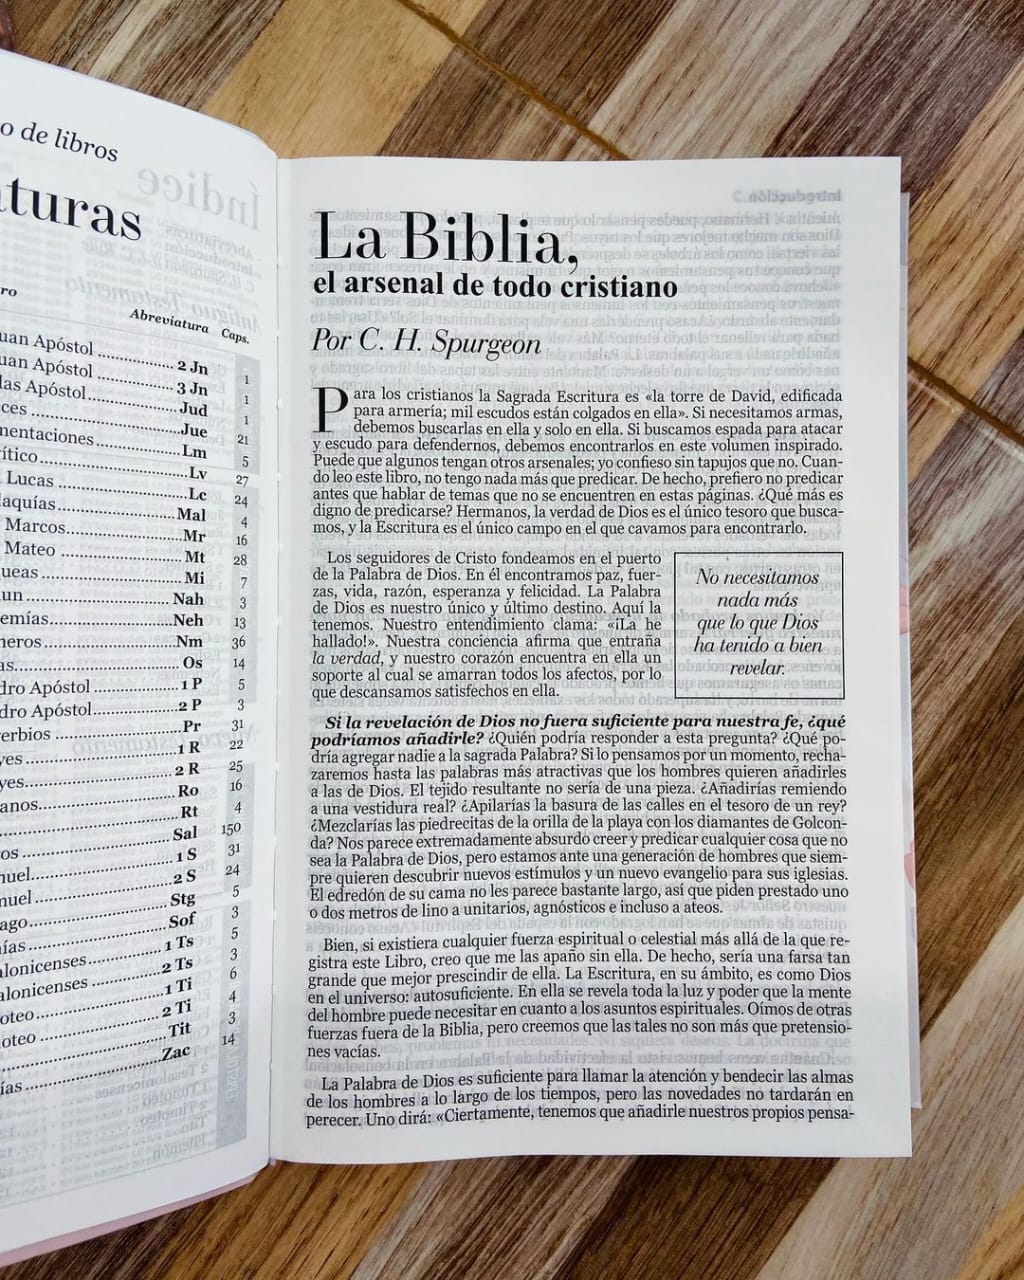 o de libros
aturas
ro
Abreviatura Caps.
uan Apóstol 2 Jn 1
uan Apóstol 3 Jn 1
das Apóstol Jud 1
eces Jue 21
mentaciones Lm 5
ítico Lv 27
Lucas Lc 24
laquías Mal 4
Marcos Mr 16
Mateo Mt 28
ueas Mi 7
un Nah 3
emías Neh 13
neros Nm 36
as Os 14
dro Apóstol 1 P 5
dro Apóstol 2 P 3
verbios Pr 31
yes 1 R 22
yes 2 R 25
anos Ro 16
Rt 4
os Sal 150
nuel 1 S 31
nuel 2 S 24
ago Stg 5
nías Sof 3
alonicenses 1 Ts 5
alonicenses 2 Ts 3
oteo 1 Ti 6
oteo 2 Ti 4
Tit 3
ías Zac 14
La Biblia,
el arsenal de todo cristiano
Por C. H. Spurgeon
Para los cristianos la Sagrada Escritura es «la torre de David, edificada
para armería; mil escudos están colgados en ella». Si necesitamos armas,
debemos buscarlas en ella y solo en ella. Si buscamos espada para atacar
y escudo para defendernos, debemos encontrarlos en este volumen inspirado.
Puede que algunos tengan otros arsenales; yo confieso sin tapujos que no. Cuan-
do leo este libro, no tengo nada más que predicar. De hecho, prefiero no predicar
antes que hablar de temas que no se encuentren en estas páginas. ¿Qué más es
digno de predicarse? Hermanos, la verdad de Dios es el único tesoro que busca-
mos, y la Escritura es el único campo en el que cavamos para encontrarlo.
Los seguidores de Cristo fondeamos en el puerto
de la Palabra de Dios. En él encontramos paz, fuer-
zas, vida, razón, esperanza y felicidad. La Palabra
de Dios es nuestro único y último destino. Aquí la
tenemos. Nuestro entendimiento clama: «¡La he
hallado!». Nuestra conciencia afirma que entraña
la verdad, y nuestro corazón encuentra en ella un
soporte al cual se amarran todos los afectos, por lo
que descansamos satisfechos en ella.
No necesitamos
nada más
que lo que Dios
ha tenido a bien
revelar.
Si la revelación de Dios no fuera suficiente para nuestra fe, ¿qué
podríamos añadirle? ¿Quién podría responder a esta pregunta? ¿Qué po-
dría agregar nadie a la sagrada Palabra? Si lo pensamos por un momento, recha-
zaremos hasta las palabras más atractivas que los hombres quieren añadirles
a las de Dios. El tejido resultante no sería de una pieza. ¿Añadirías remiendo
a una vestidura real? ¿Apilarías la basura de las calles en el tesoro de un rey?
¿Mezclarías las piedrecitas de la orilla de la playa con los diamantes de Golcon-
da? Nos parece extremadamente absurdo creer y predicar cualquier cosa que no
sea la Palabra de Dios, pero estamos ante una generación de hombres que siem-
pre quieren descubrir nuevos estímulos y un nuevo evangelio para sus iglesias.
El edredón de su cama no les parece bastante largo, así que piden prestado uno
o dos metros de lino a unitarios, agnósticos e incluso a ateos.
Bien, si existiera cualquier fuerza espiritual o celestial más allá de la que re-
gistra este Libro, creo que me las apaño sin ella. De hecho, sería una farsa tan
grande que mejor prescindir de ella. La Escritura, en su ámbito, es como Dios
en el universo: autosuficiente. En ella se revela toda la luz y poder que la mente
del hombre puede necesitar en cuanto a los asuntos espirituales. Oímos de otras
fuerzas fuera de la Biblia, pero creemos que las tales no son más que pretensio-
nes vacías.
La Palabra de Dios es suficiente para llamar la atención y bendecir las almas
de los hombres a lo largo de los tiempos, pero las novedades no tardarán en
perecer. Uno dirá: «Ciertamente, tenemos que añadirle nuestros propios pensa-